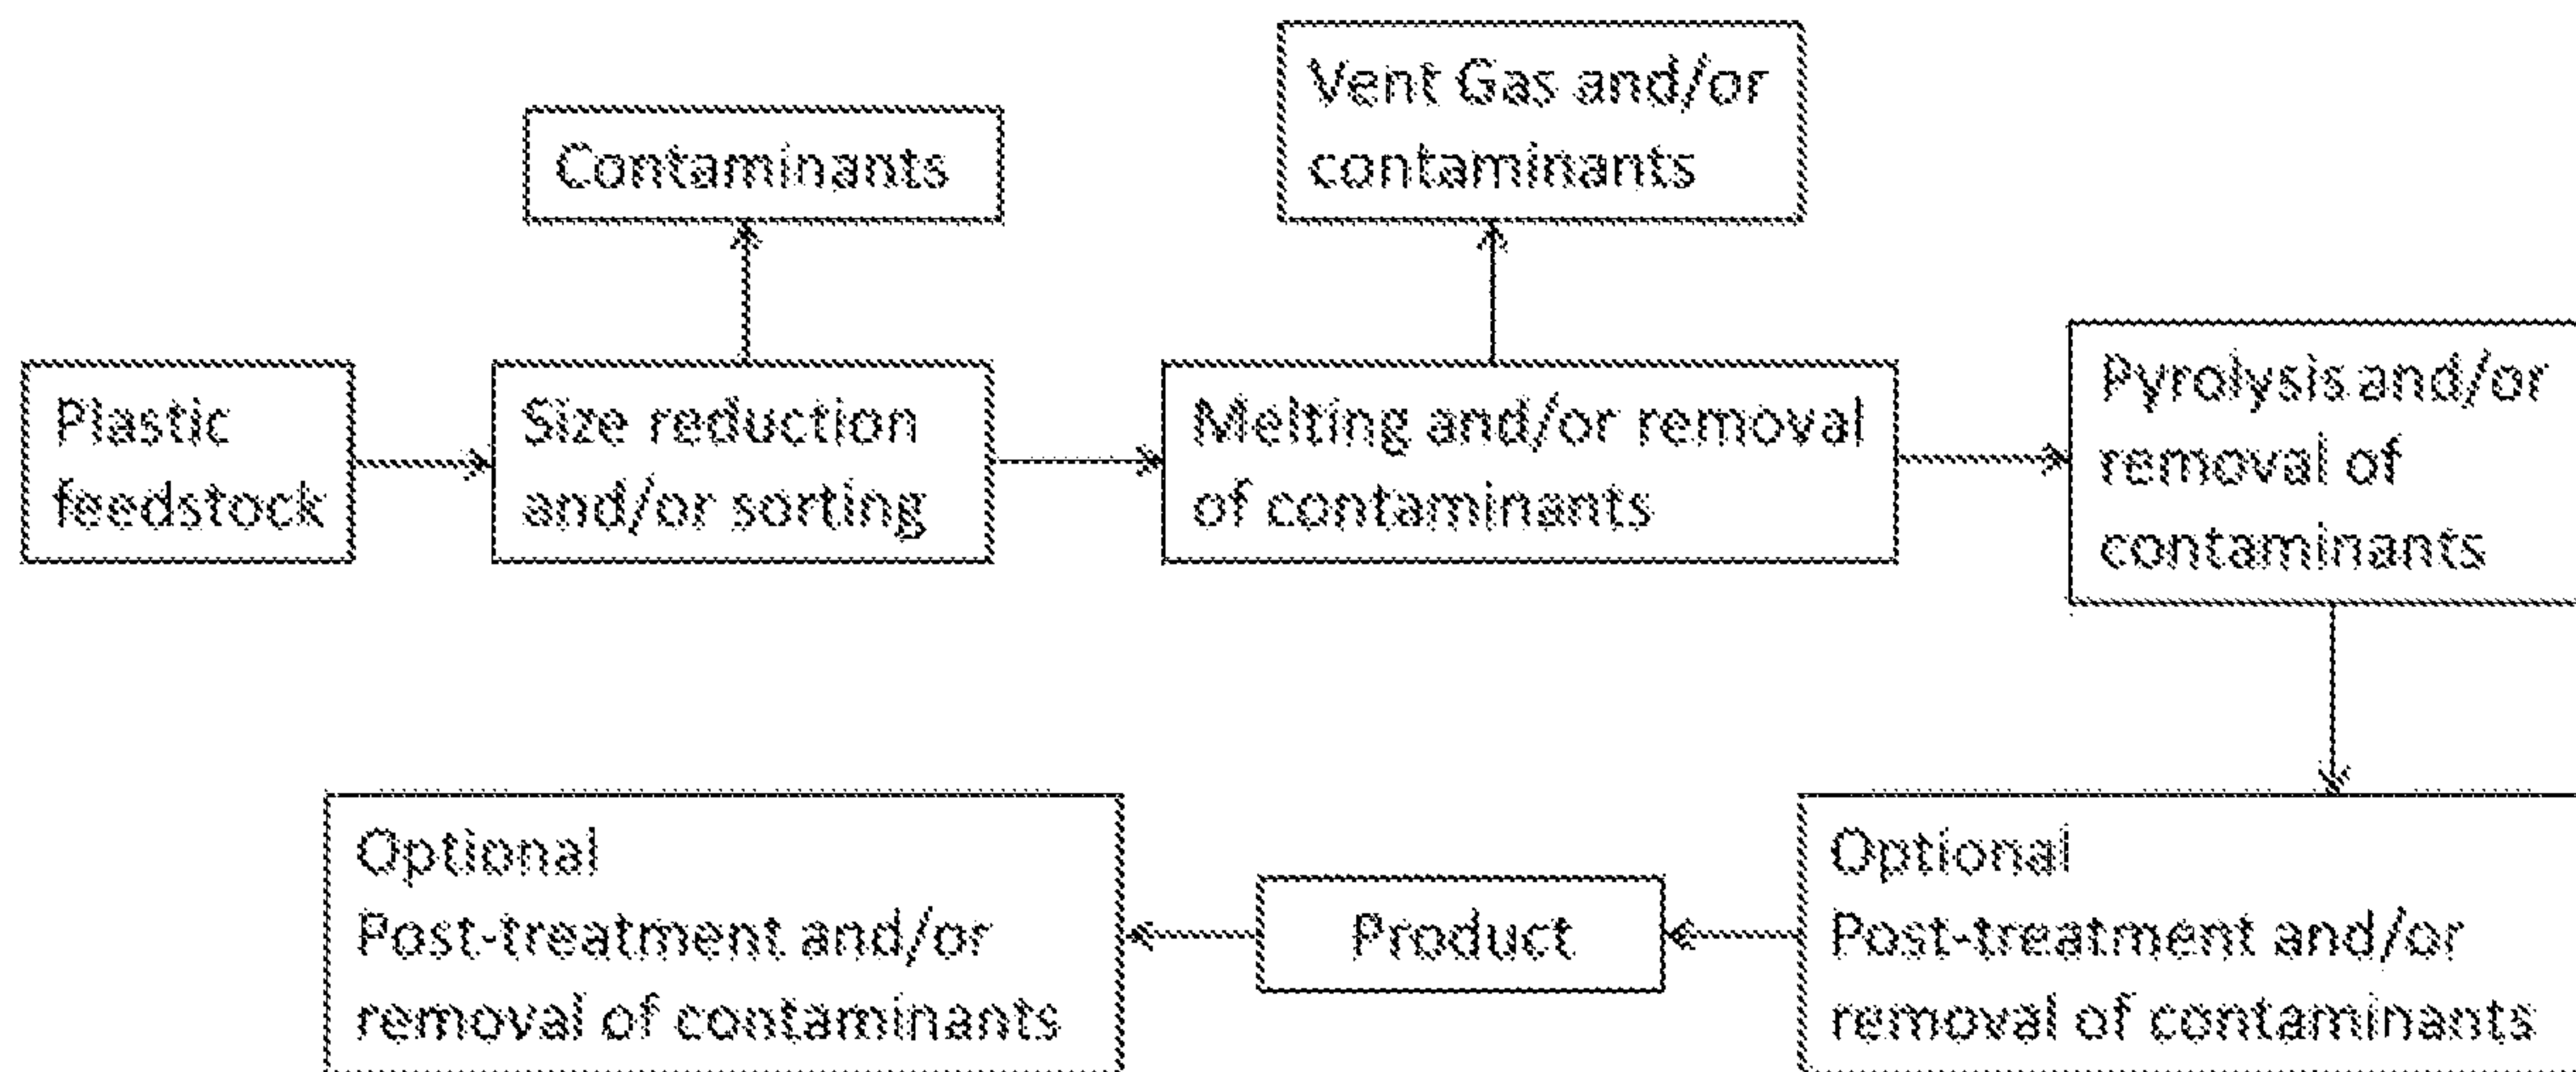 Vent Gas and/or
contaminants
Contaminants
Plastic
feedstock
Size reduction
and/or sorting
Melting and/or removal
of contaminants
Pyrolysis and/or
removal of
contaminants
Optional
Post-treatment and/or
removal of contaminants
Product
Optional
Post-treatment and/or
removal of contaminants